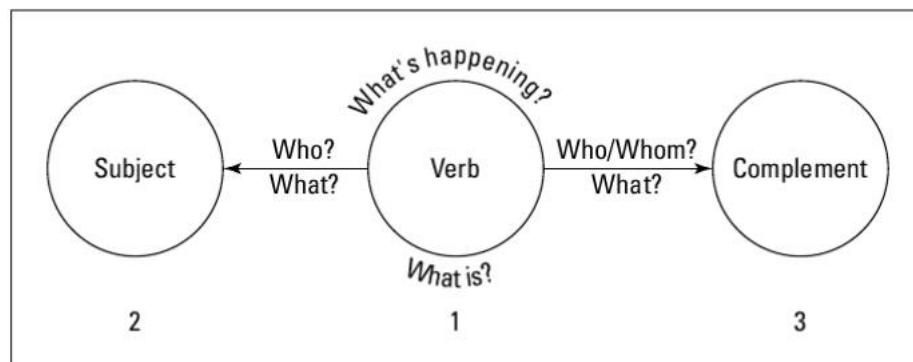 What's happening?
Who?
Who/Whom?
Subject
Verb
Complement
What?
What?
What is?
2
1
3